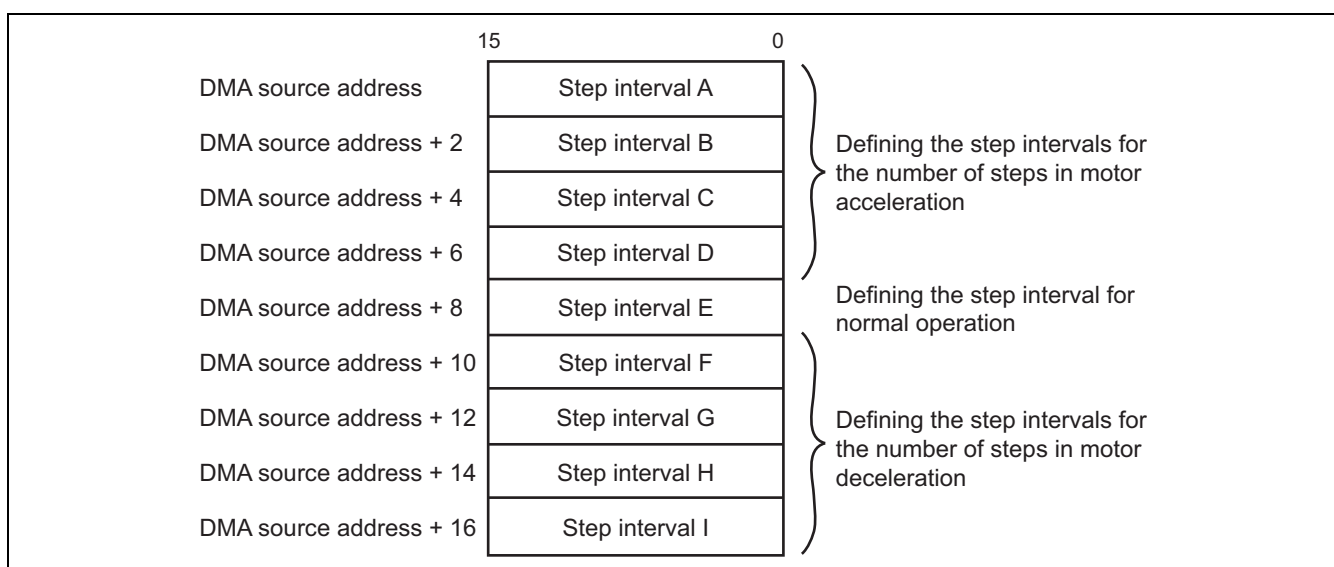 15 0
DMA source address Step interval A
DMA source address + 2 Step interval B
DMA source address + 4 Step interval C
DMA source address + 6 Step interval D
Defining the step intervals for
the number of steps in motor
acceleration
DMA source address + 8 Step interval E
Defining the step interval for
normal operation
DMA source address + 10 Step interval F
DMA source address + 12 Step interval G
DMA source address + 14 Step interval H
DMA source address + 16 Step interval I
Defining the step intervals for
the number of steps in motor
deceleration